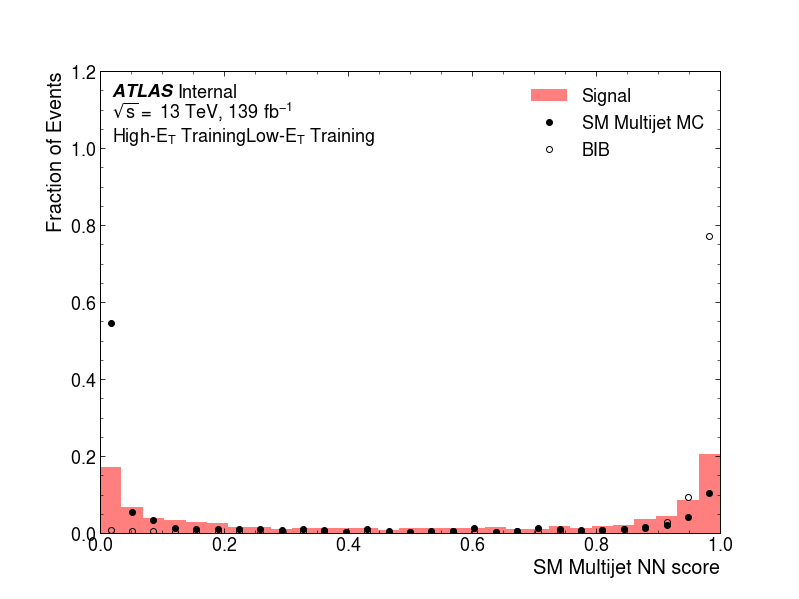 1.2
ATLAS Internal
√s = 13 TeV, 139 fb⁻¹
High-E_T TrainingLow-E_T Training
Signal
SM Multijet MC
BIB
Fraction of Events
1.0
0.8
0.6
0.4
0.2
0.0
0.0 0.2 0.4 0.6 0.8 1.0
SM Multijet NN score